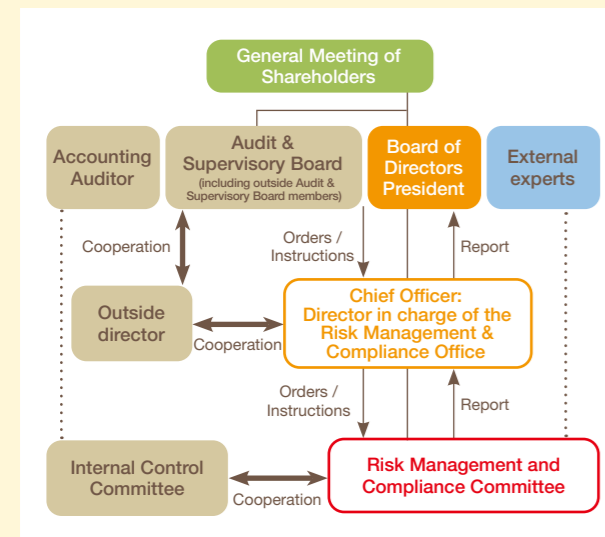 General Meeting of
Shareholders
Accounting
Auditor
Audit &
Supervisory Board
(including outside Audit &
Supervisory Board members)
Board of
Directors
President
External
experts
Cooperation
Orders /
Instructions
Report
Outside
director
Cooperation
Chief Officer:
Director in charge of the
Risk Management &
Compliance Office
Orders /
Instructions
Report
Internal Control
Committee
Cooperation
Risk Management and
Compliance Committee